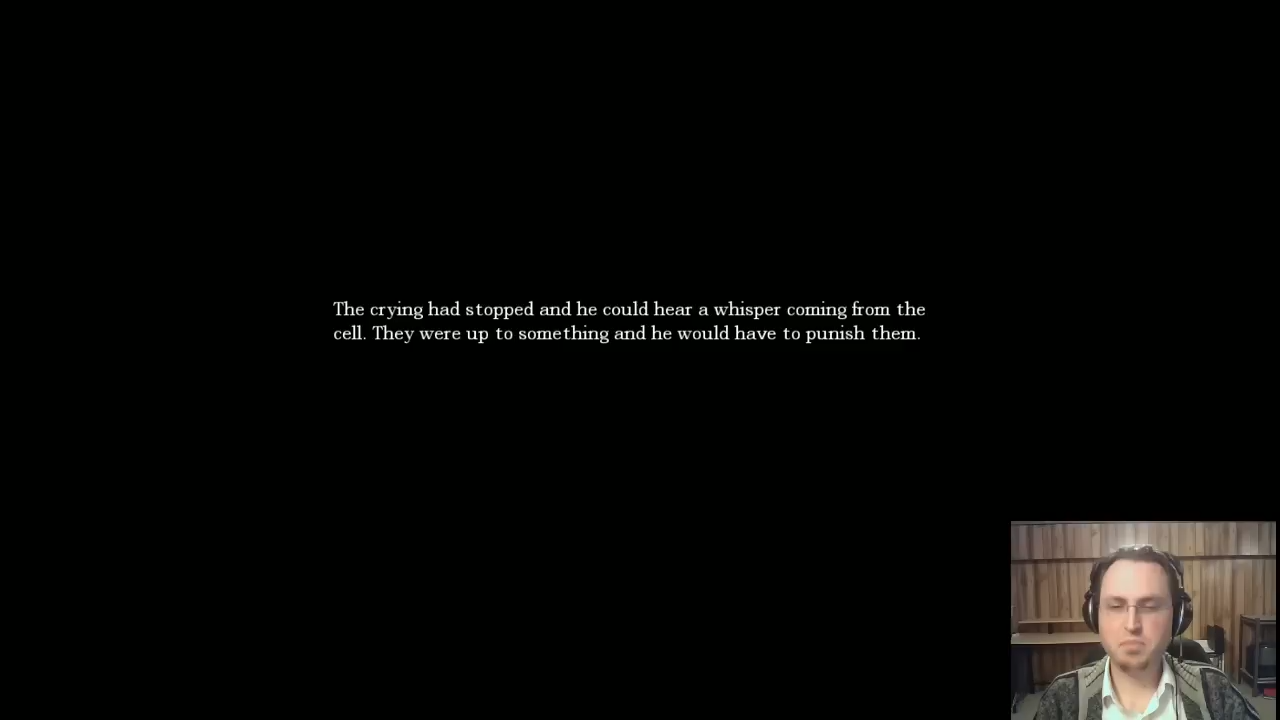 The crying had stopped and he could hear a whisper coming from the
cell. They were up to something and he would have to punish them.